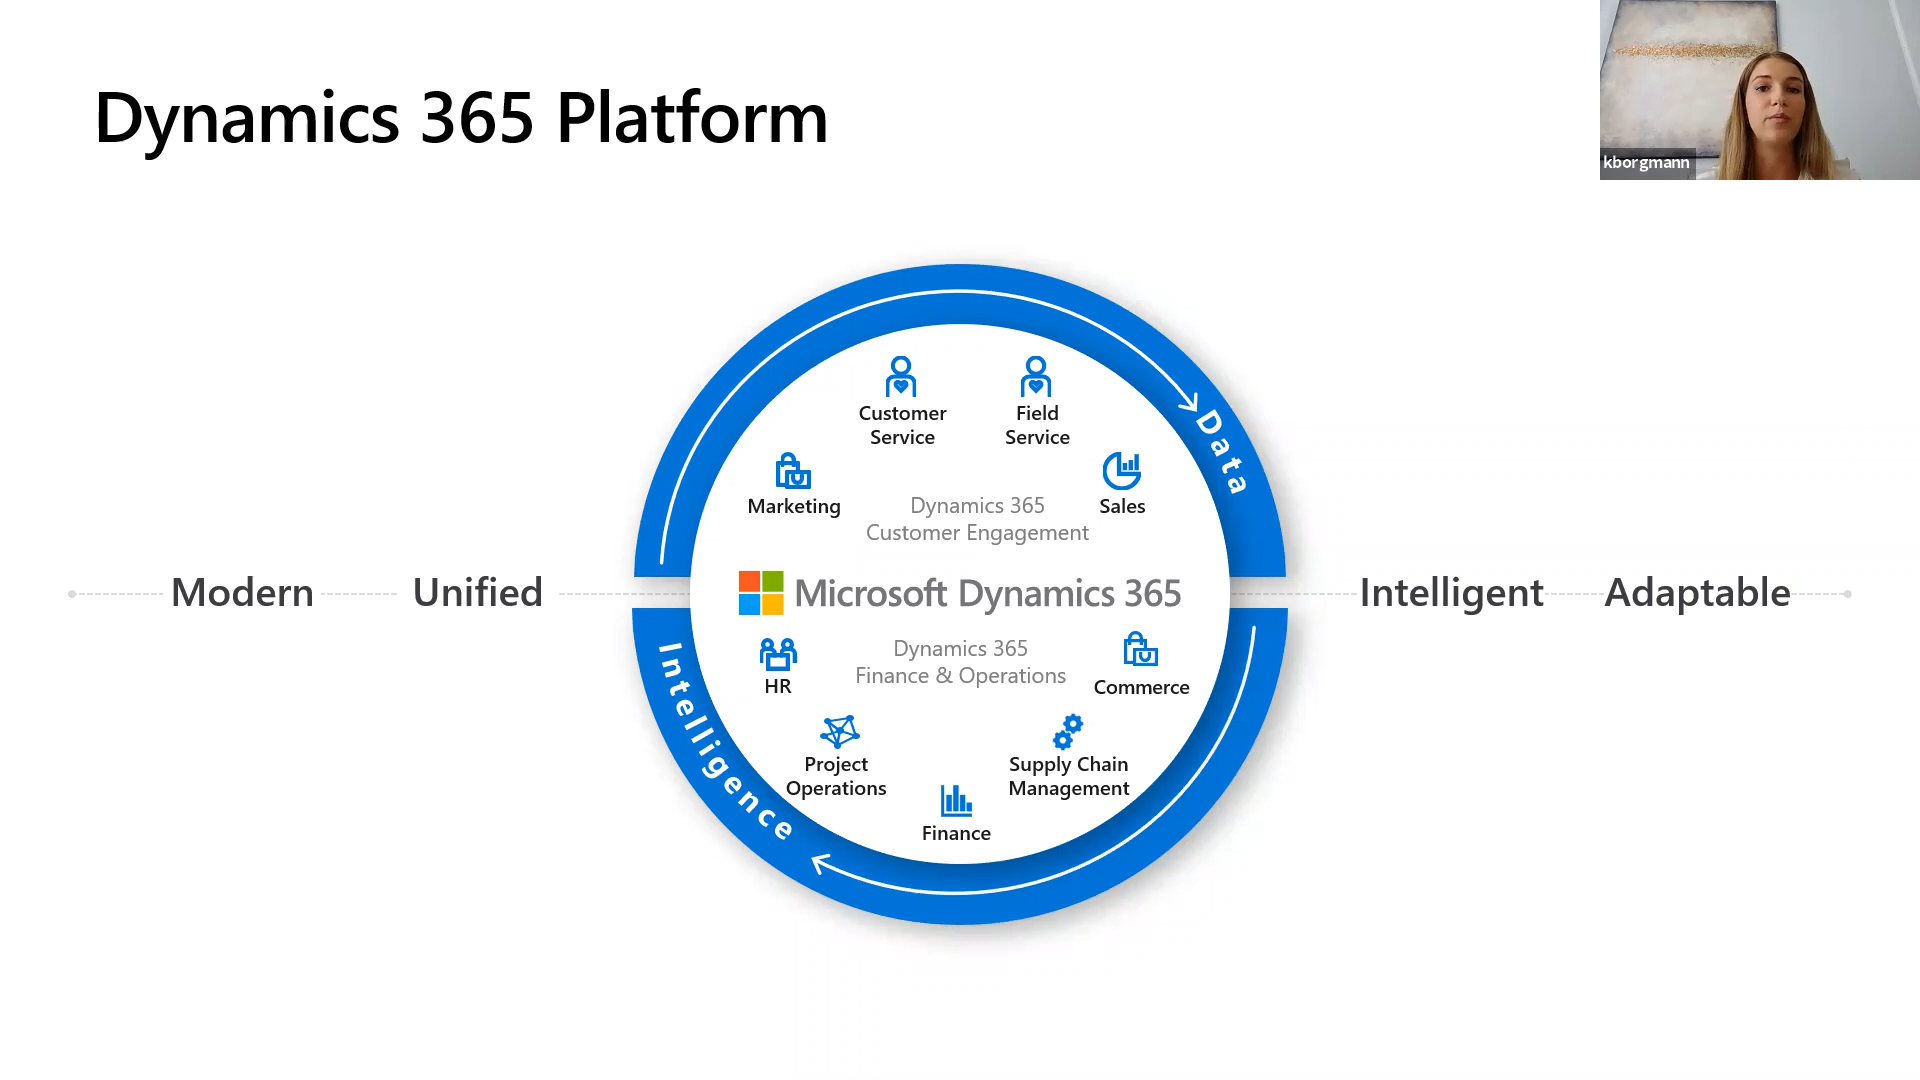 Dynamics 365 Platform
kborgmann
Customer
Service
Field
Service
Data
Marketing
Dynamics 365
Customer Engagement
Sales
Modern
Unified
Microsoft Dynamics 365
Intelligent
Adaptable
HR
Dynamics 365
Finance & Operations
Commerce
Intelligence
Project
Operations
Supply Chain
Management
Finance